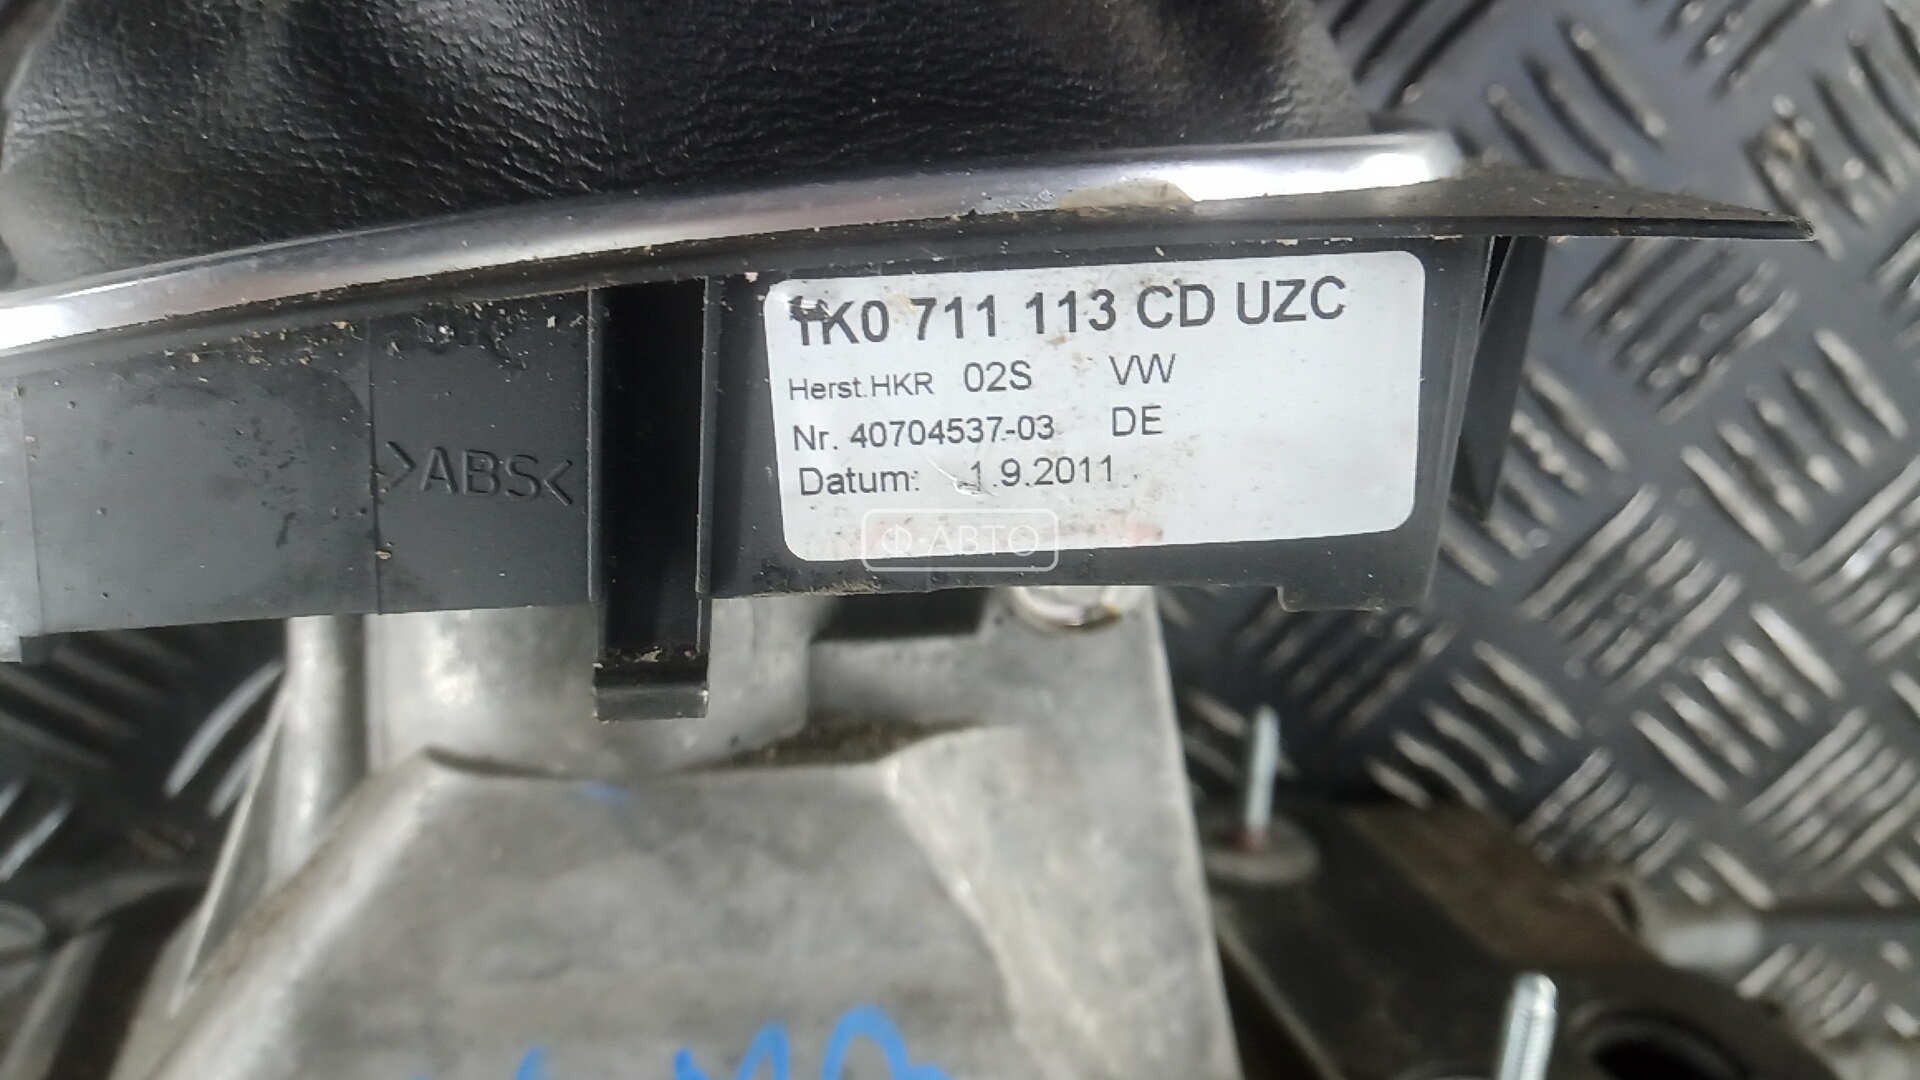 1K0 711 113 CD UZC
Herst.HKR 02S VW
Nr. 40704537-03 DE
Datum: 1.9.2011
>ABS<
Ф·АВТО